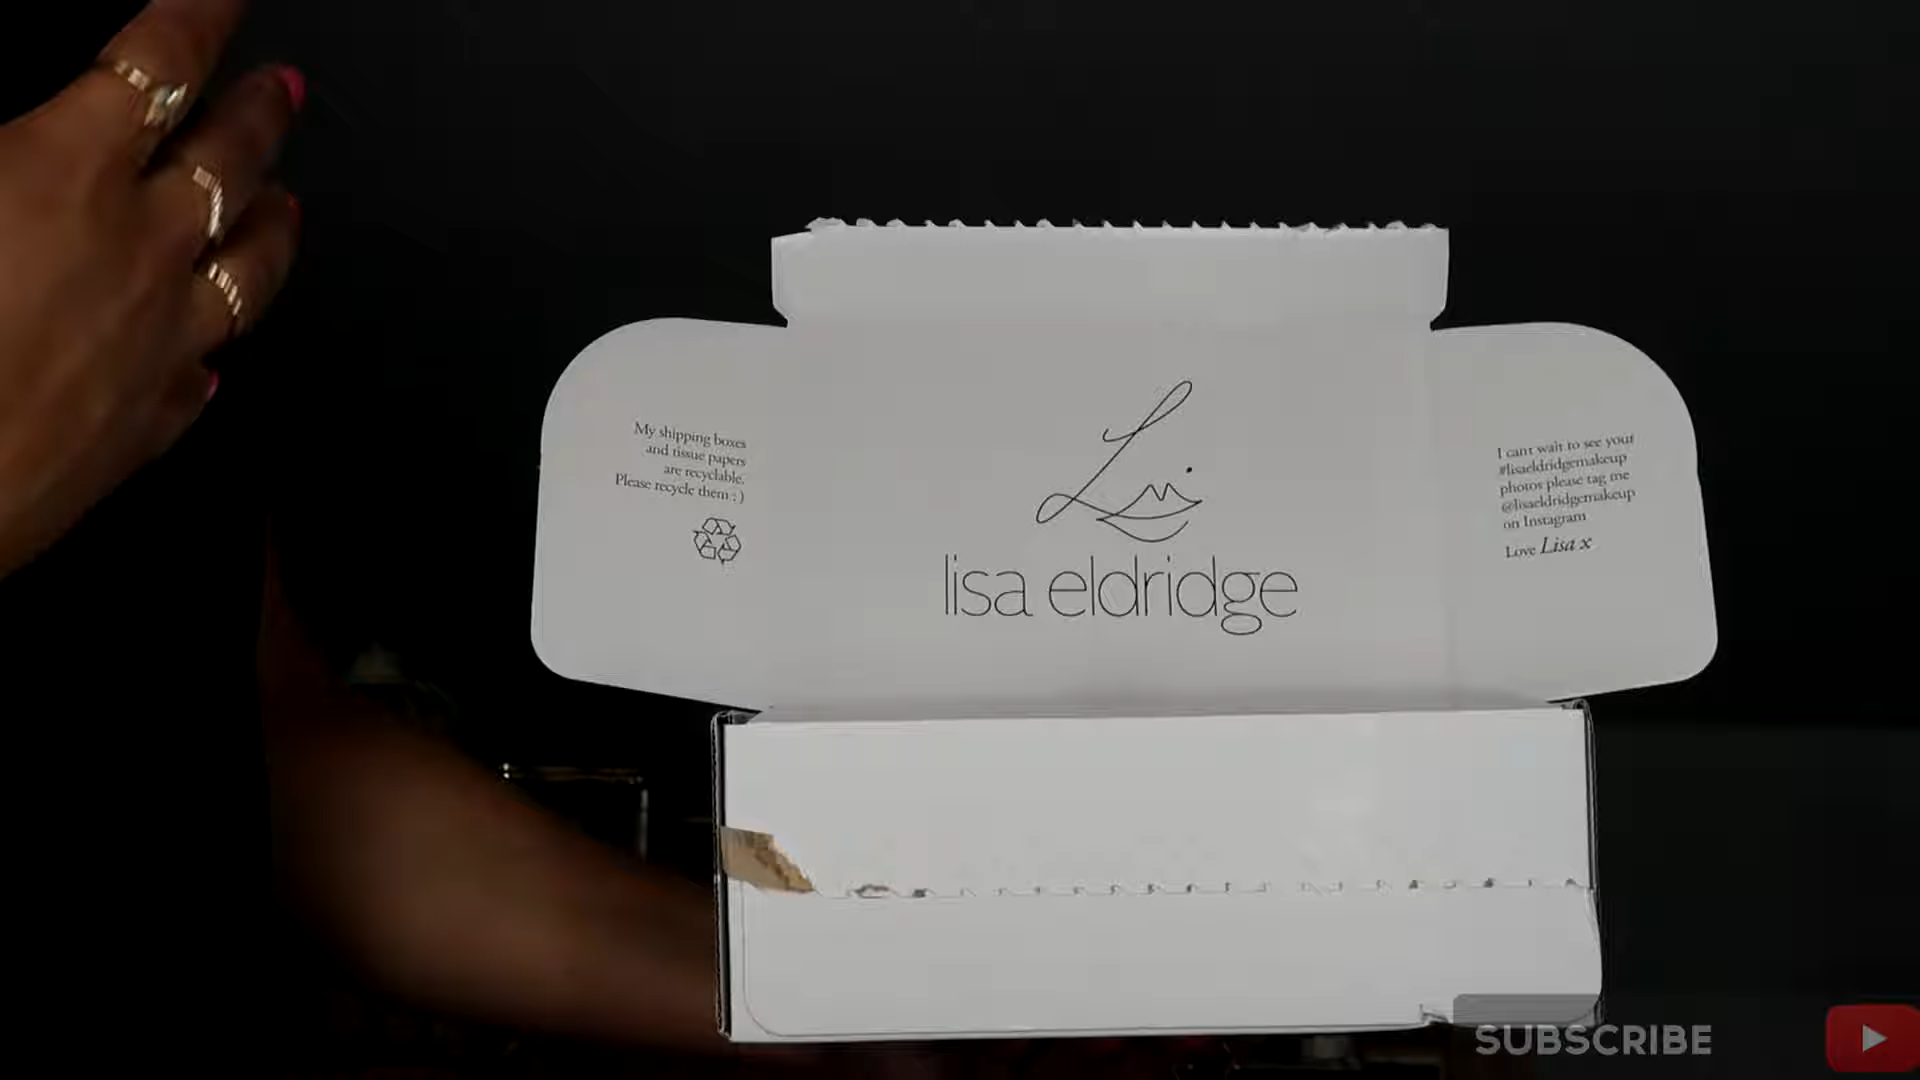 My shipping boxes
and tissue papers
are recyclable.
Please recycle them : )
lisa eldridge
I cant wait to see your
#lisaeldridgemakeup
photos please tag me
@lisaeldridgemakeup
on Instagram
Love Lisa x
SUBSCRIBE